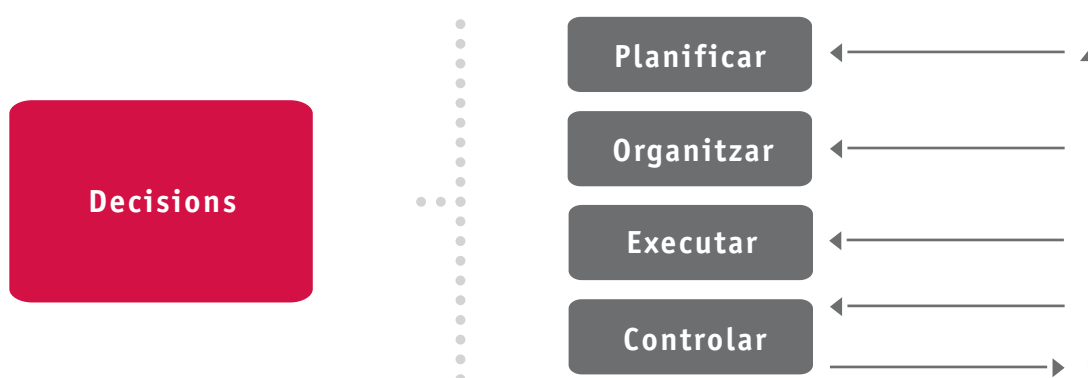 Planificar
Organitzar
Decisions
Executar
Controlar